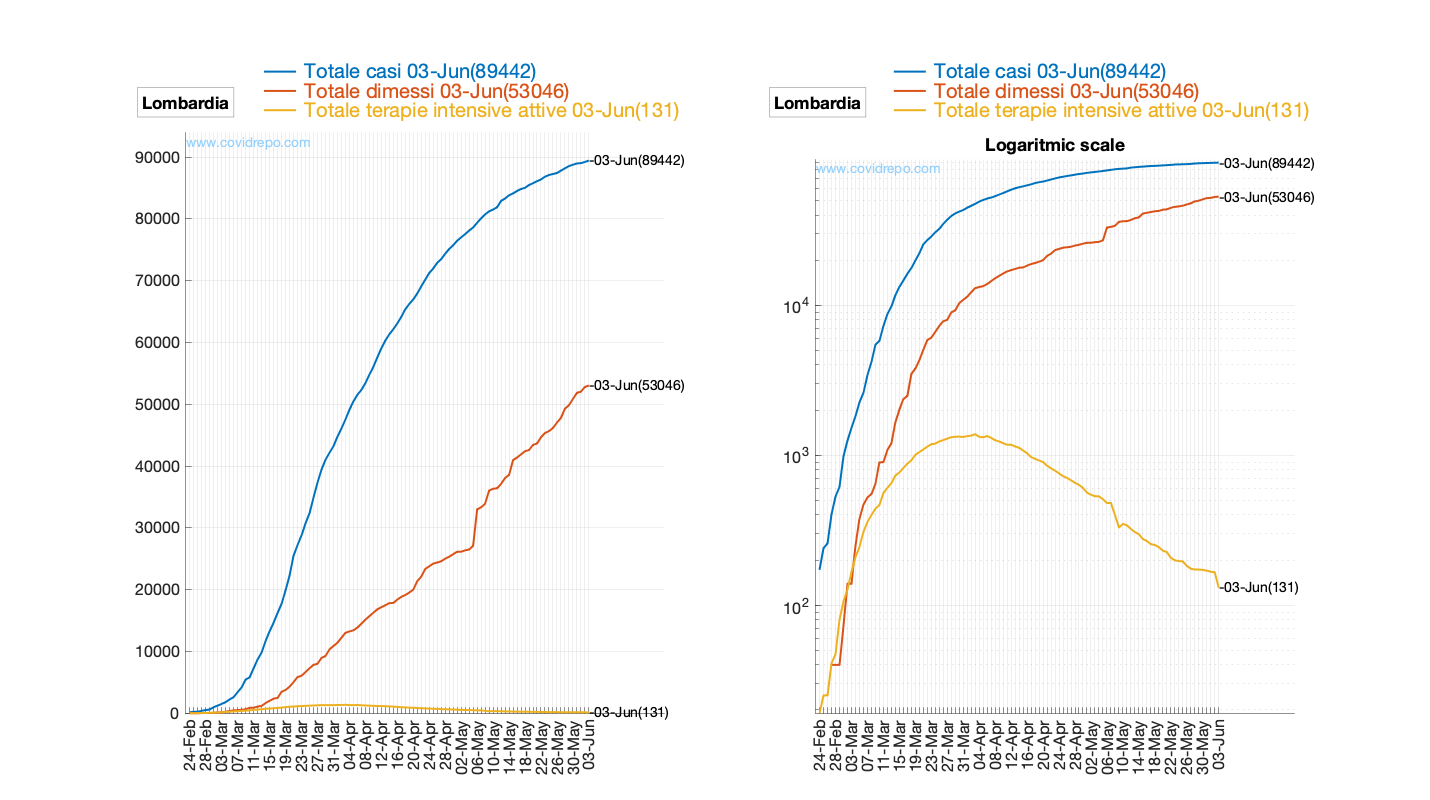 Totale casi 03-Jun(89442)
Totale dimessi 03-Jun(53046)
Totale terapie intensive attive 03-Jun(131)
Lombardia
www.covidrepo.com
90000
80000
70000
60000
50000
40000
30000
20000
10000
0
03-Jun(89442)
03-Jun(53046)
03-Jun(131)
24-Feb
28-Feb
03-Mar
07-Mar
11-Mar
15-Mar
19-Mar
23-Mar
27-Mar
31-Mar
04-Apr
08-Apr
12-Apr
16-Apr
20-Apr
24-Apr
28-Apr
02-May
06-May
10-May
14-May
18-May
22-May
26-May
30-May
03-Jun
Totale casi 03-Jun(89442)
Totale dimessi 03-Jun(53046)
Totale terapie intensive attive 03-Jun(131)
Lombardia
Logaritmic scale
www.covidrepo.com
10^4
10^3
10^2
03-Jun(89442)
03-Jun(53046)
03-Jun(131)
24-Feb
28-Feb
03-Mar
07-Mar
11-Mar
15-Mar
19-Mar
23-Mar
27-Mar
31-Mar
04-Apr
08-Apr
12-Apr
16-Apr
20-Apr
24-Apr
28-Apr
02-May
06-May
10-May
14-May
18-May
22-May
26-May
30-May
03-Jun